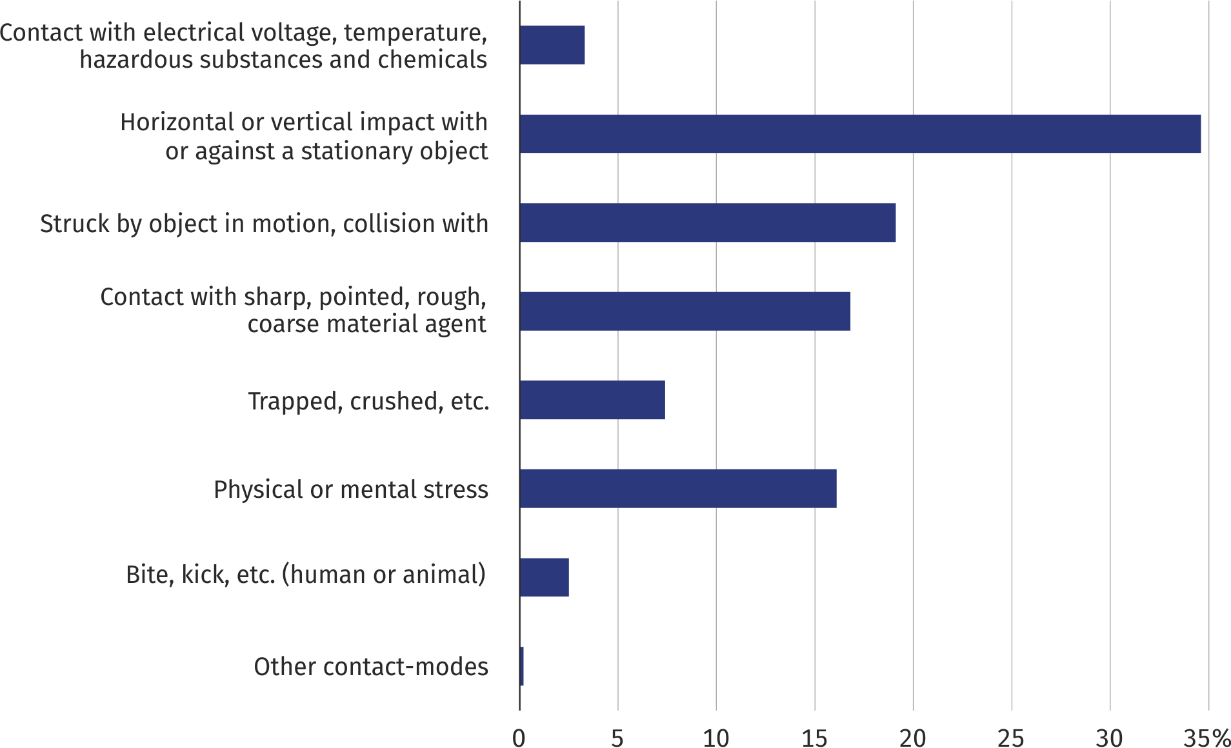 Contact with electrical voltage, temperature,
hazardous substances and chemicals
Horizontal or vertical impact with
or against a stationary object
Struck by object in motion, collision with
Contact with sharp, pointed, rough,
coarse material agent
Trapped, crushed, etc.
Physical or mental stress
Bite, kick, etc. (human or animal)
Other contact-modes
0 5 10 15 20 25 30 35%